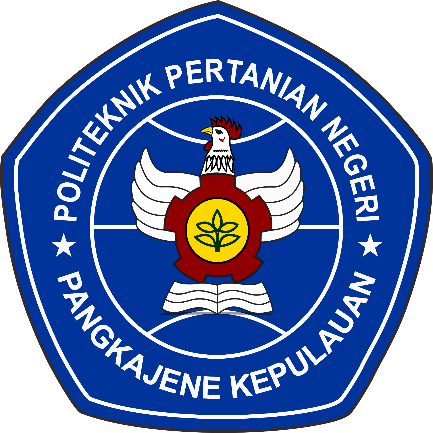 POLITEKNIK PERTANIAN NEGERI
PANGKAJENE KEPULAUAN